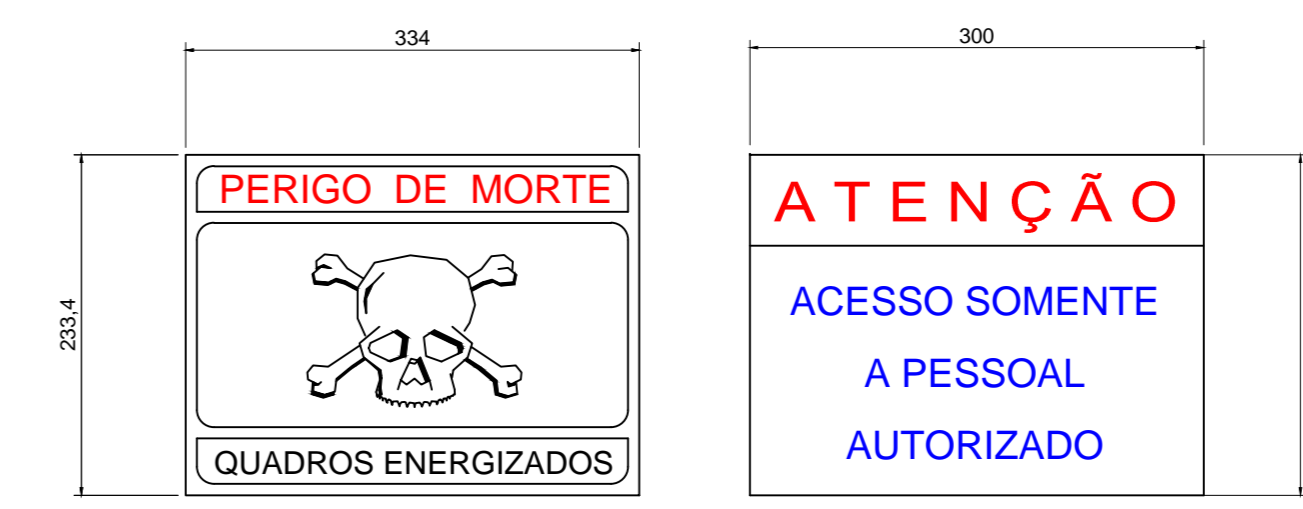 334
300
233,4
PERIGO DE MORTE
QUADROS ENERGIZADOS
ATENÇÃO
ACESSO SOMENTE
A PESSOAL
AUTORIZADO